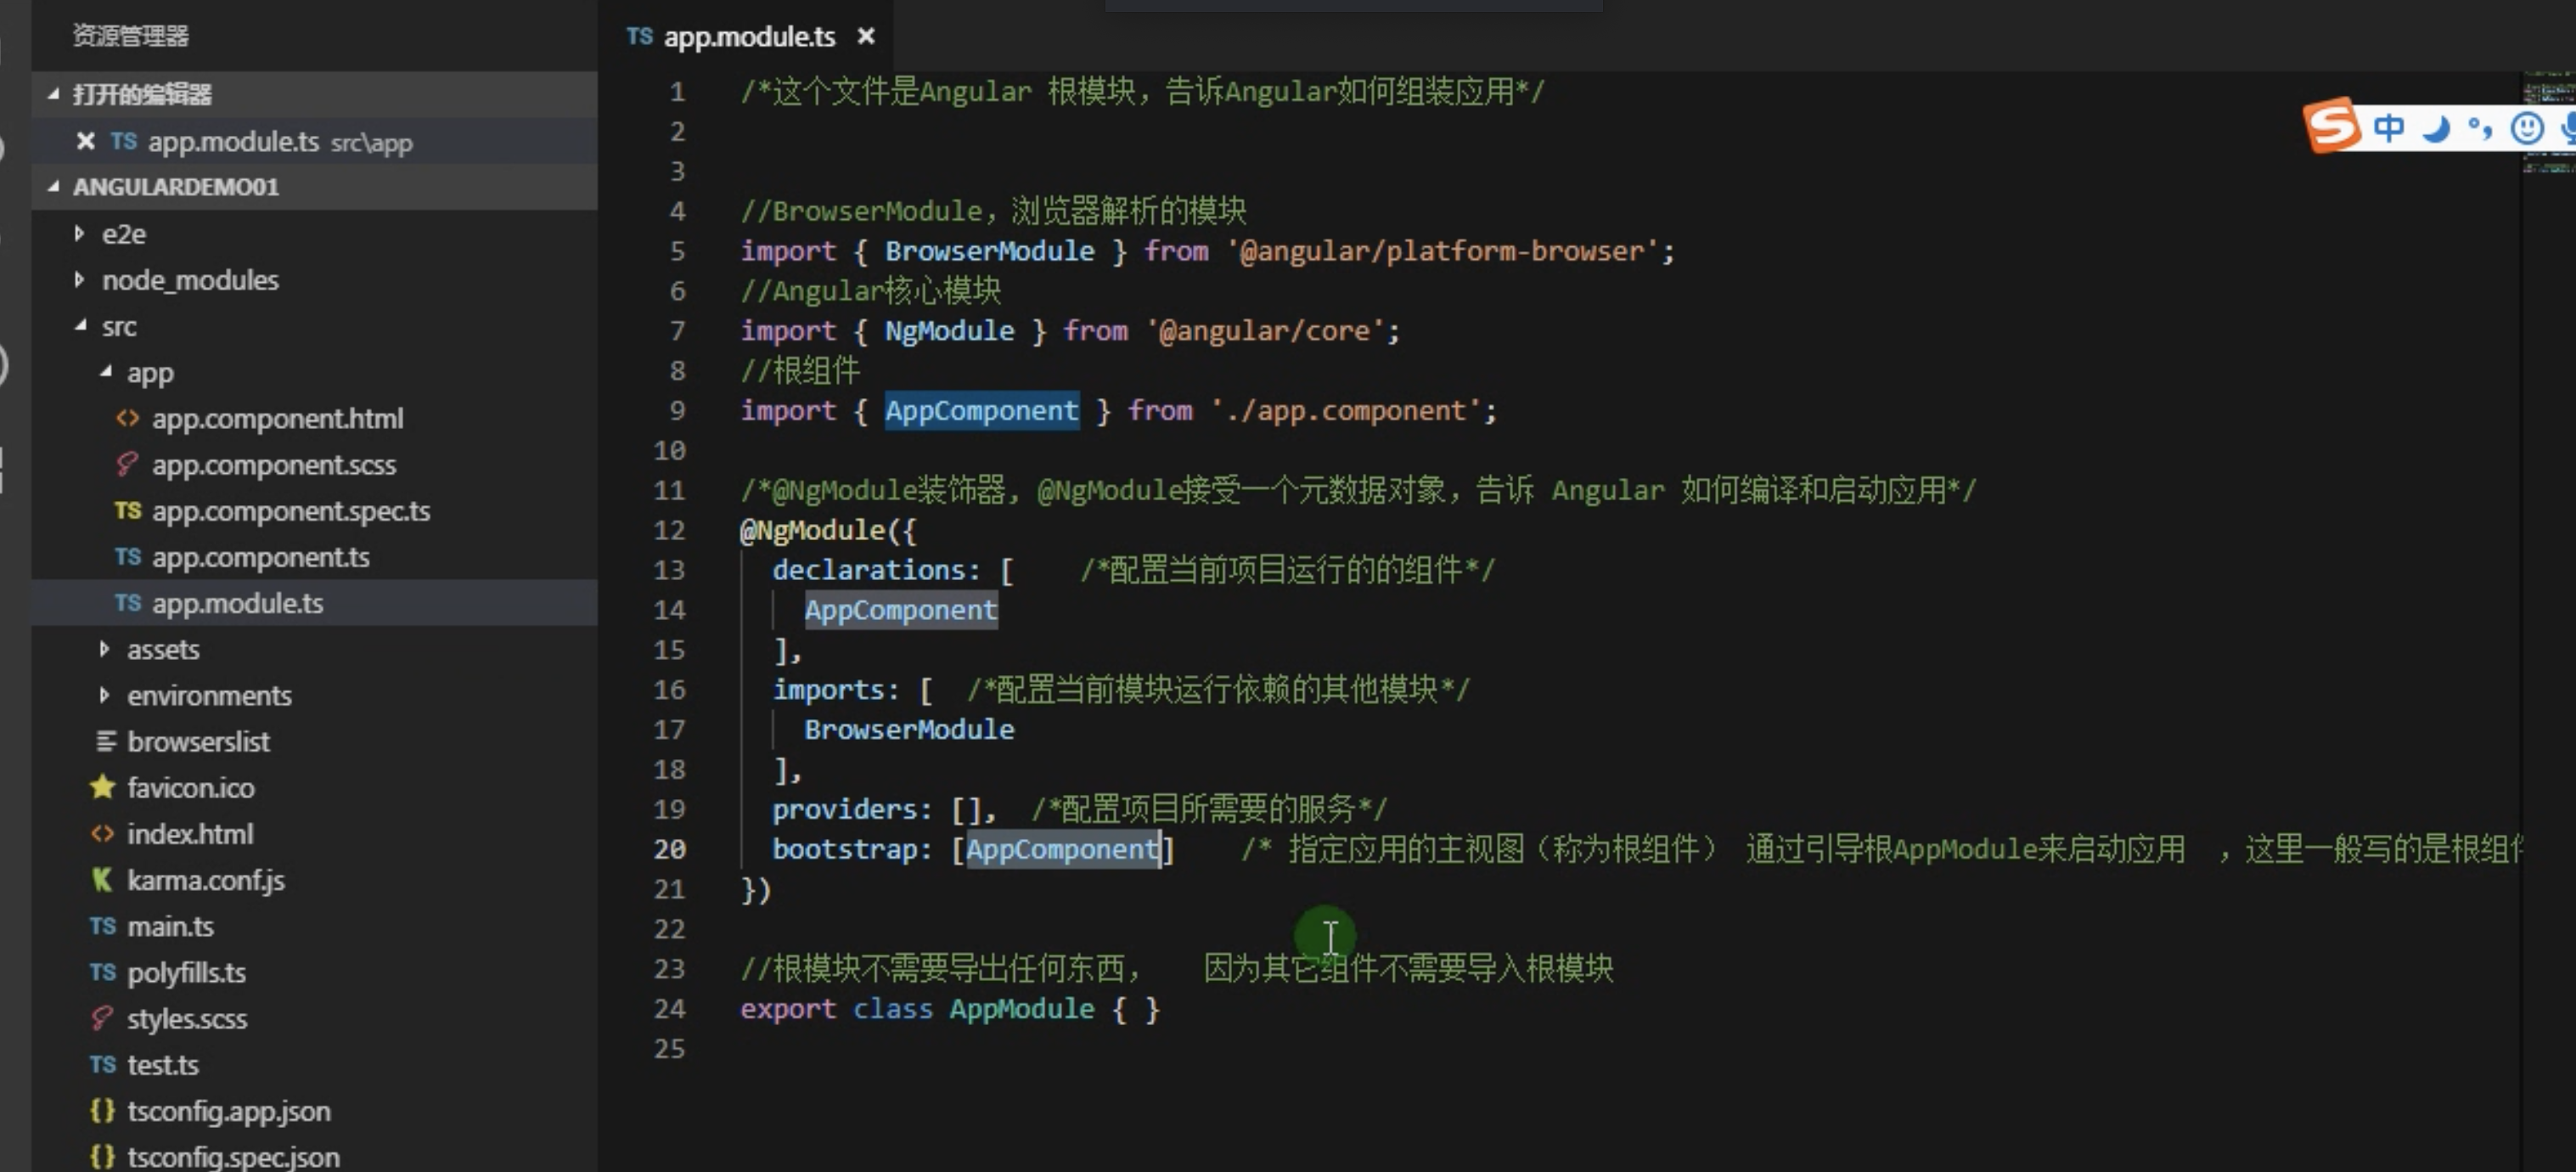 资源管理器
打开的编辑器
TS app.module.ts src\app
ANGULARDEMO01
e2e
node_modules
src
app
app.component.html
app.component.scss
TS app.component.spec.ts
TS app.component.ts
TS app.module.ts
assets
environments
browserslist
favicon.ico
index.html
karma.conf.js
TS main.ts
TS polyfills.ts
styles.scss
TS test.ts
{} tsconfig.app.json
{} tsconfig.spec.json
TS app.module.ts
1 /*这个文件是Angular 根模块，告诉Angular如何组装应用*/
2
3
4 //BrowserModule，浏览器解析的模块
5 import { BrowserModule } from '@angular/platform-browser';
6 //Angular核心模块
7 import { NgModule } from '@angular/core';
8 //根组件
9 import { AppComponent } from './app.component';
10
11 /*@NgModule装饰器, @NgModule接受一个元数据对象，告诉 Angular 如何编译和启动应用*/
12 @NgModule({
13 declarations: [ /*配置当前项目运行的的组件*/
14 AppComponent
15 ],
16 imports: [ /*配置当前模块运行依赖的其他模块*/
17 BrowserModule
18 ],
19 providers: [], /*配置项目所需要的服务*/
20 bootstrap: [AppComponent] /* 指定应用的主视图（称为根组件） 通过引导根AppModule来启动应用 ，这里一般写的是根组件
21 })
22
23 //根模块不需要导出任何东西， 因为其它组件不需要导入根模块
24 export class AppModule { }
25
S 中